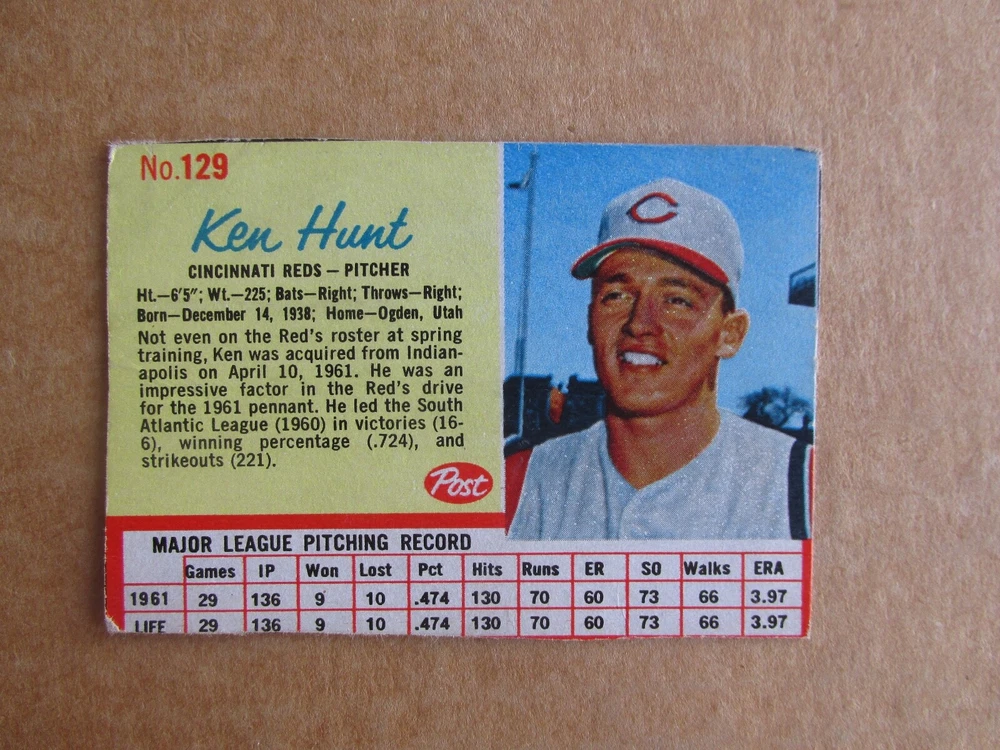 No.129
Ken Hunt
CINCINNATI REDS – PITCHER
Ht.–6'5"; Wt.–225; Bats–Right; Throws–Right;
Born–December 14, 1938; Home–Ogden, Utah
Not even on the Red's roster at spring
training, Ken was acquired from Indian-
apolis on April 10, 1961. He was an
impressive factor in the Red's drive
for the 1961 pennant. He led the South
Atlantic League (1960) in victories (16-
6), winning percentage (.724), and
strikeouts (221).
Post
C
MAJOR LEAGUE PITCHING RECORD
Games IP Won Lost Pct Hits Runs ER SO Walks ERA
1961 29 136 9 10 .474 130 70 60 73 66 3.97
LIFE 29 136 9 10 .474 130 70 60 73 66 3.97